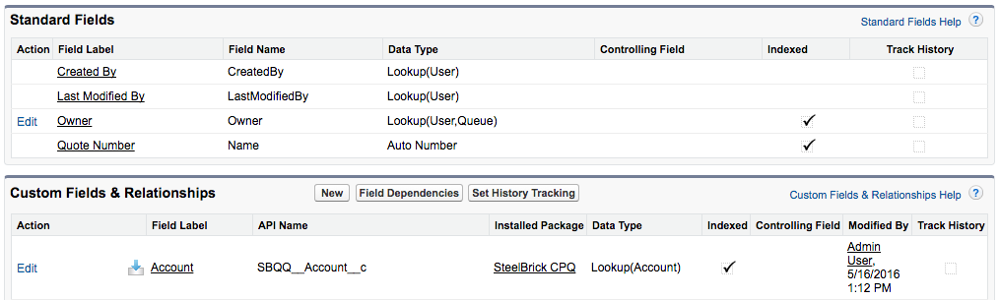 Standard Fields
Standard Fields Help ?
Action Field Label Field Name Data Type Controlling Field Indexed Track History
Created By CreatedBy Lookup(User)
Last Modified By LastModifiedBy Lookup(User)
Edit Owner Owner Lookup(User,Queue)
Quote Number Name Auto Number
Custom Fields & Relationships New Field Dependencies Set History Tracking Custom Fields & Relationships Help ?
Action Field Label API Name Installed Package Data Type Indexed Controlling Field Modified By Track History
Edit Account SBQQ__Account__c SteelBrick CPQ Lookup(Account) Admin
User,
5/16/2016
1:12 PM